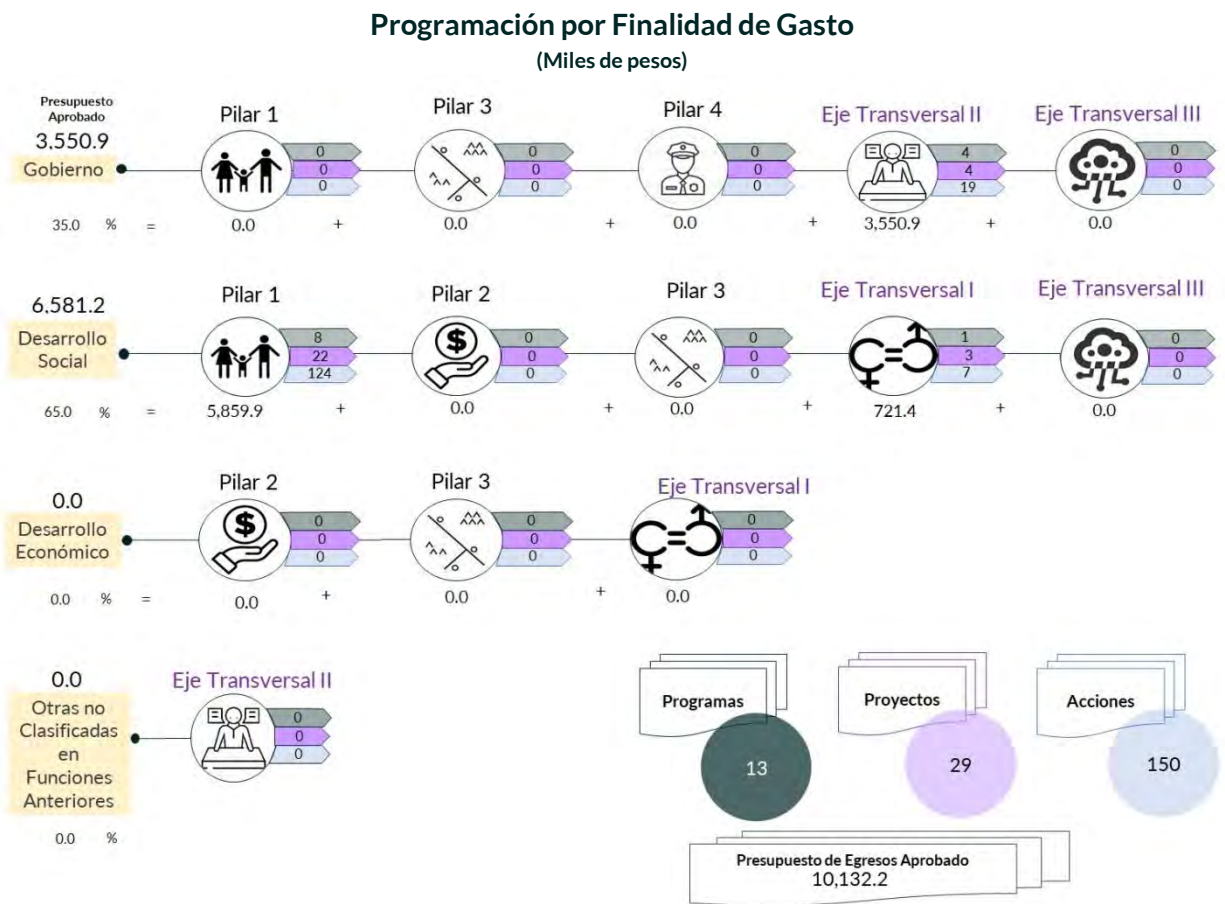 Programación por Finalidad de Gasto
(Miles de pesos)
Presupuesto
Aprobado
3,550.9
Gobierno
Pilar 1
0
0
0
Pilar 3
0
0
0
Pilar 4
0
0
0
Eje Transversal II
4
4
19
Eje Transversal III
0
0
0
35.0 % = 0.0 + 0.0 + 0.0 + 3,550.9 + 0.0
6,581.2
Desarrollo
Social
Pilar 1
8
22
124
Pilar 2
0
0
0
Pilar 3
0
0
0
Eje Transversal I
1
3
7
Eje Transversal III
0
0
0
65.0 % = 5,859.9 + 0.0 + 0.0 + 721.4 + 0.0
0.0
Desarrollo
Económico
Pilar 2
$
0
0
0
Pilar 3
0
0
0
Eje Transversal I
0
0
0
0.0 % = 0.0 + 0.0 + 0.0
0.0
Otras no
Clasificadas
en
Funciones
Anteriores
0.0 %
Eje Transversal II
0
0
0
Programas
13
Proyectos
29
Acciones
150
Presupuesto de Egresos Aprobado
10,132.2